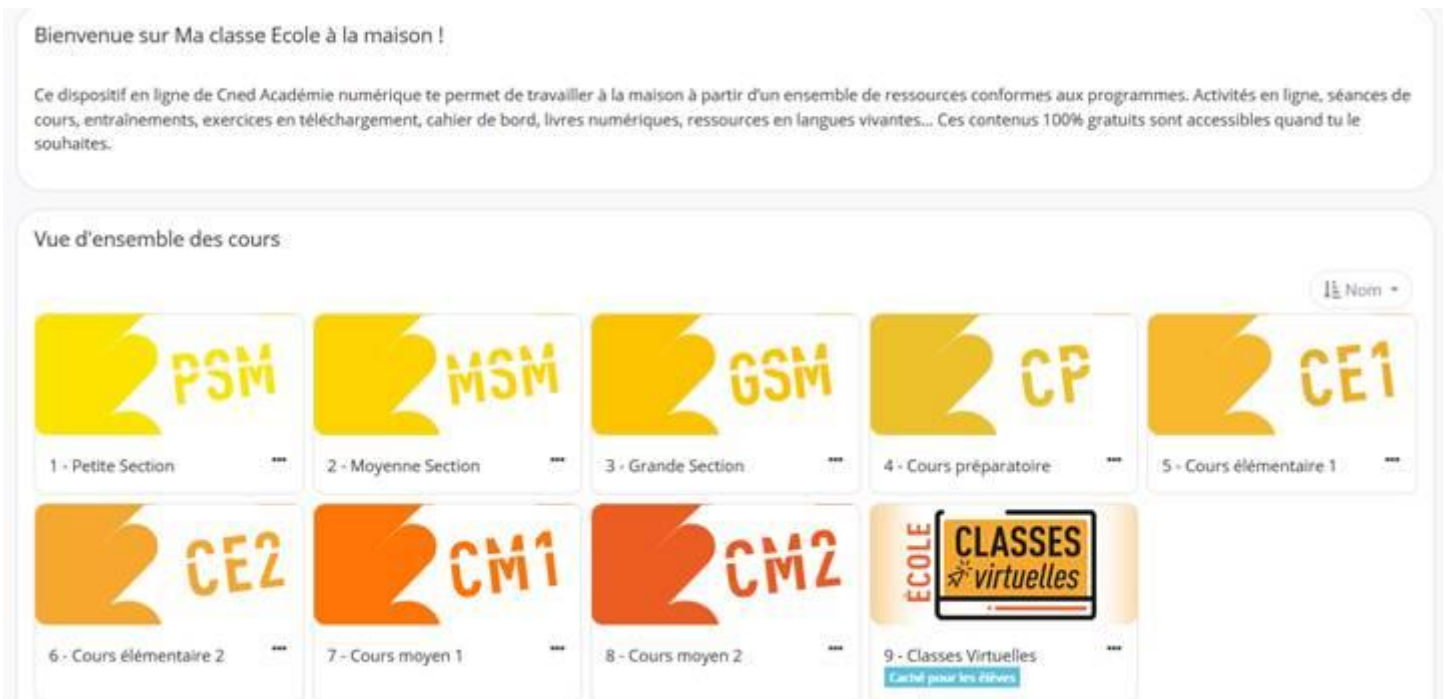 Bienvenue sur Ma classe Ecole à la maison !
Ce dispositif en ligne de Cned Académie numérique te permet de travailler à la maison à partir d'un ensemble de ressources conformes aux programmes. Activités en ligne, séances de
cours, entraînements, exercices en téléchargement, cahier de bord, livres numériques, ressources en langues vivantes... Ces contenus 100% gratuits sont accessibles quand tu le
souhaites.
Vue d'ensemble des cours
Nom
PSM
MSM
GSM
CP
CE1
1 - Petite Section
2 - Moyenne Section
3 - Grande Section
4 - Cours préparatoire
5 - Cours élémentaire 1
CE2
CM1
CM2
ÉCOLE
CLASSES
virtuelles
6 - Cours élémentaire 2
7 - Cours moyen 1
8 - Cours moyen 2
9 - Classes Virtuelles
Caché pour les élèves